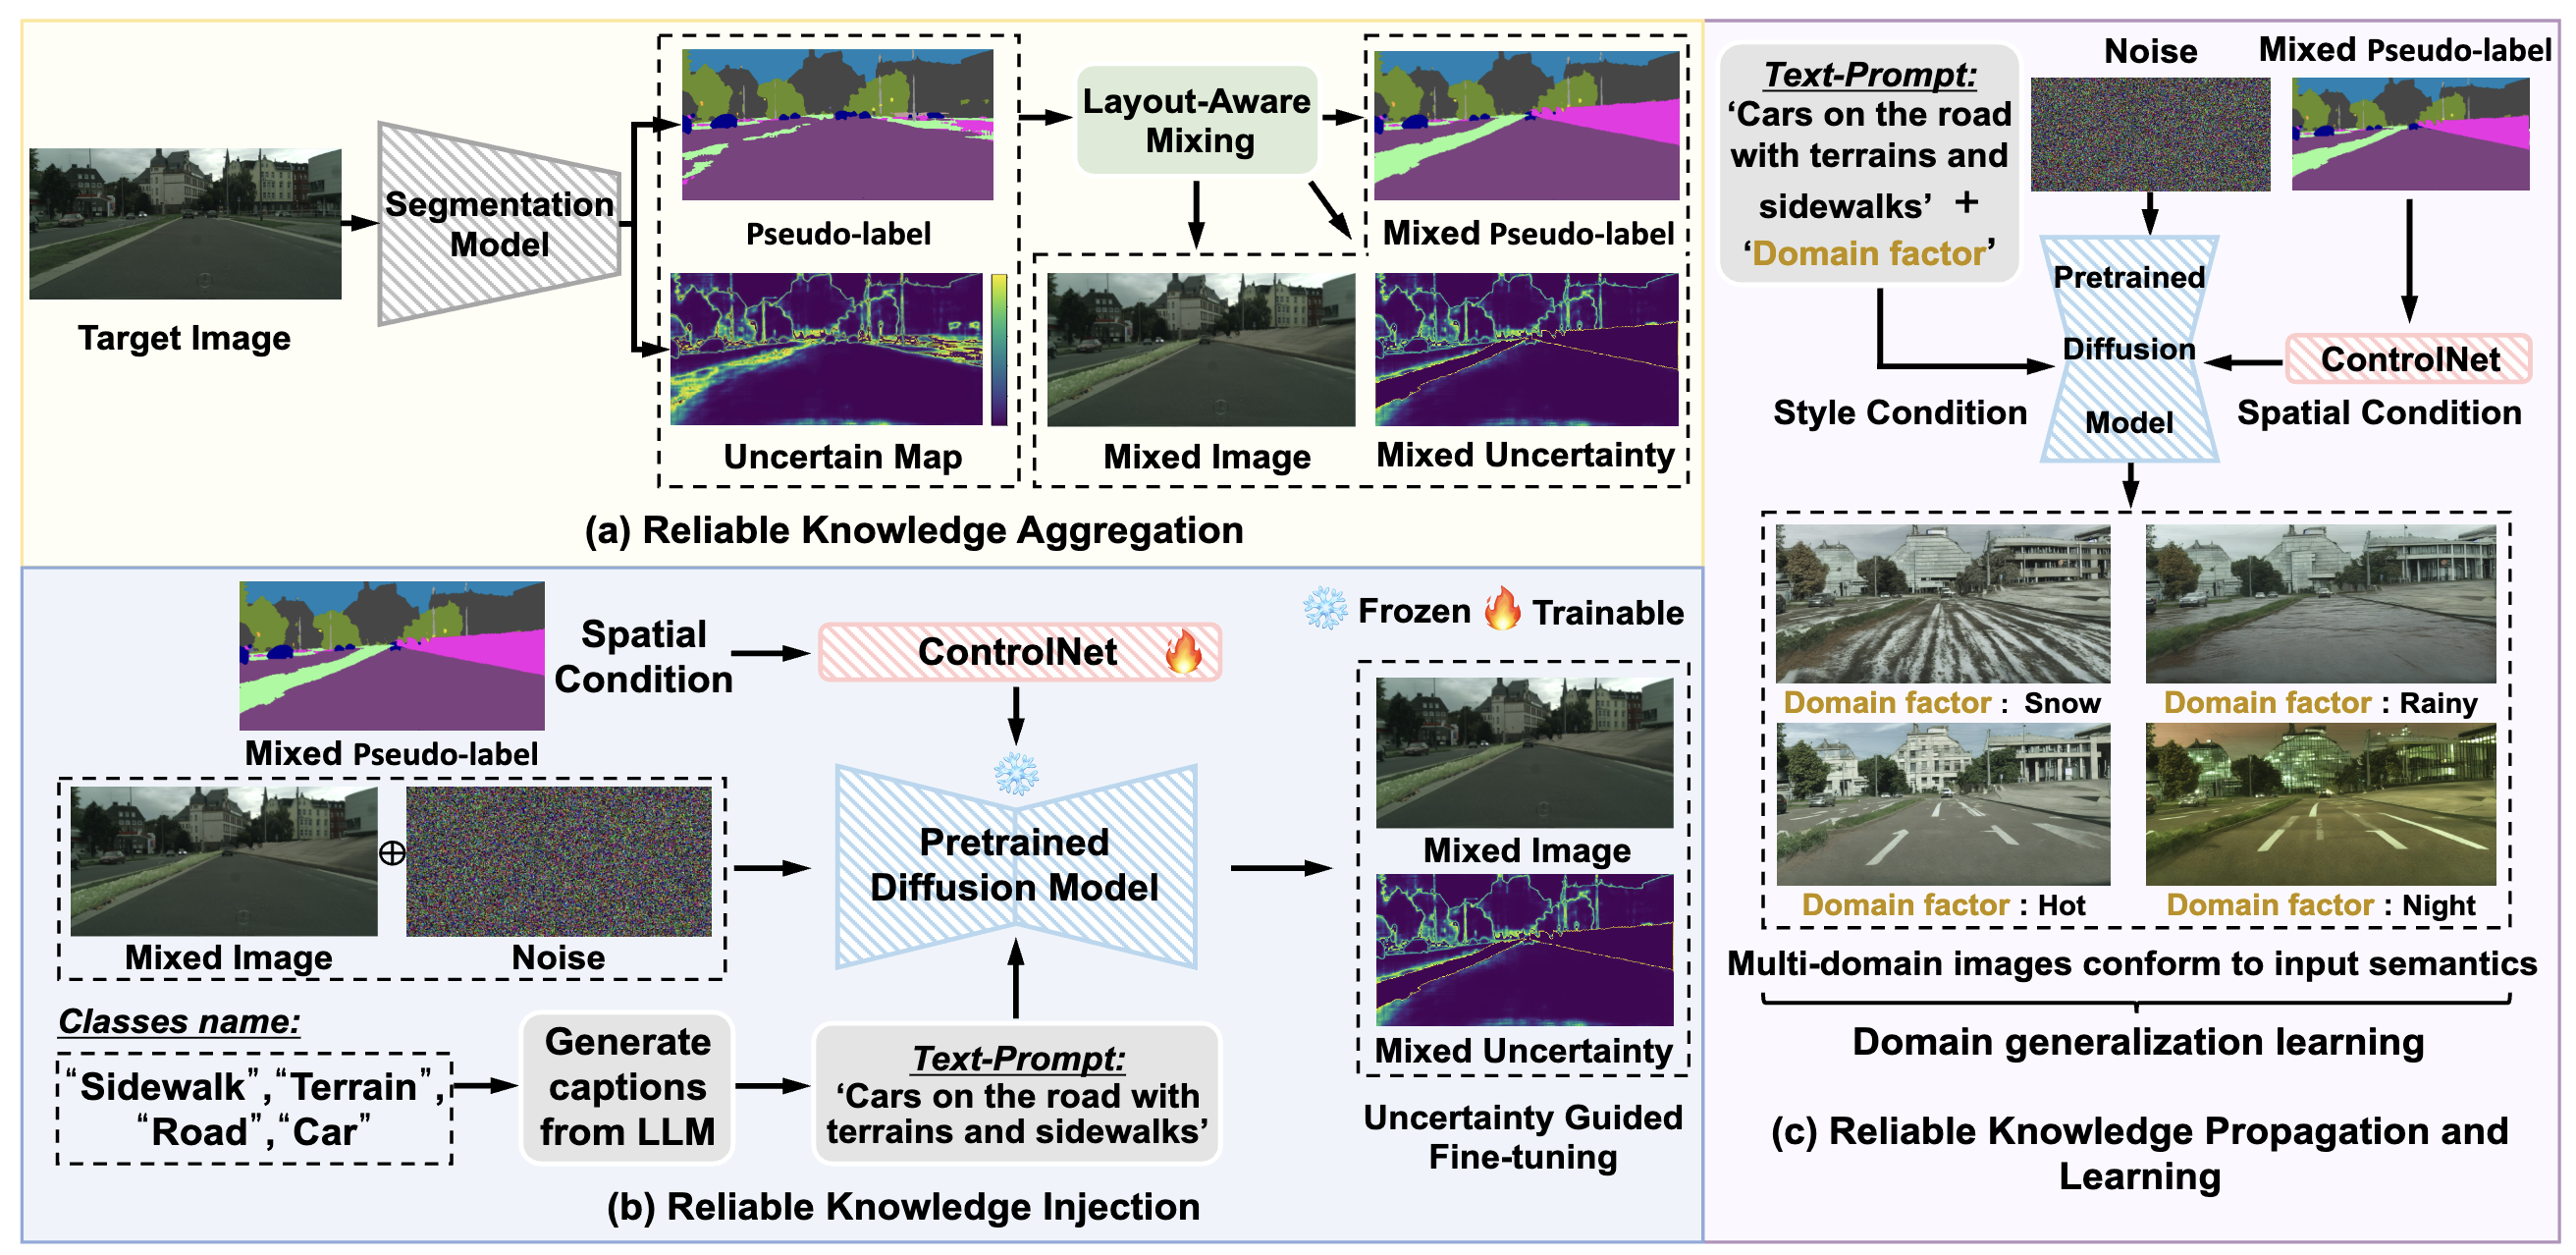 Target Image
Segmentation
Model
Pseudo-label
Uncertain Map
Layout-Aware
Mixing
Mixed Pseudo-label
Mixed Image
Mixed Uncertainty
(a) Reliable Knowledge Aggregation
Mixed Pseudo-label
Spatial
Condition
ControlNet
Frozen
Trainable
Mixed Image
⊕
Noise
Pretrained
Diffusion Model
Classes name:
“Sidewalk”, “Terrain”,
“Road”, “Car”
Generate
captions
from LLM
Text-Prompt:
‘Cars on the road with
terrains and sidewalks’
Mixed Image
Mixed Uncertainty
Uncertainty Guided
Fine-tuning
(b) Reliable Knowledge Injection
Text-Prompt:
‘Cars on the road
with terrains and
sidewalks’ +
‘Domain factor’
Noise
Mixed Pseudo-label
Pretrained
Diffusion
Model
ControlNet
Style Condition
Spatial Condition
Domain factor : Snow
Domain factor : Rainy
Domain factor : Hot
Domain factor : Night
Multi-domain images conform to input semantics
Domain generalization learning
(c) Reliable Knowledge Propagation and
Learning